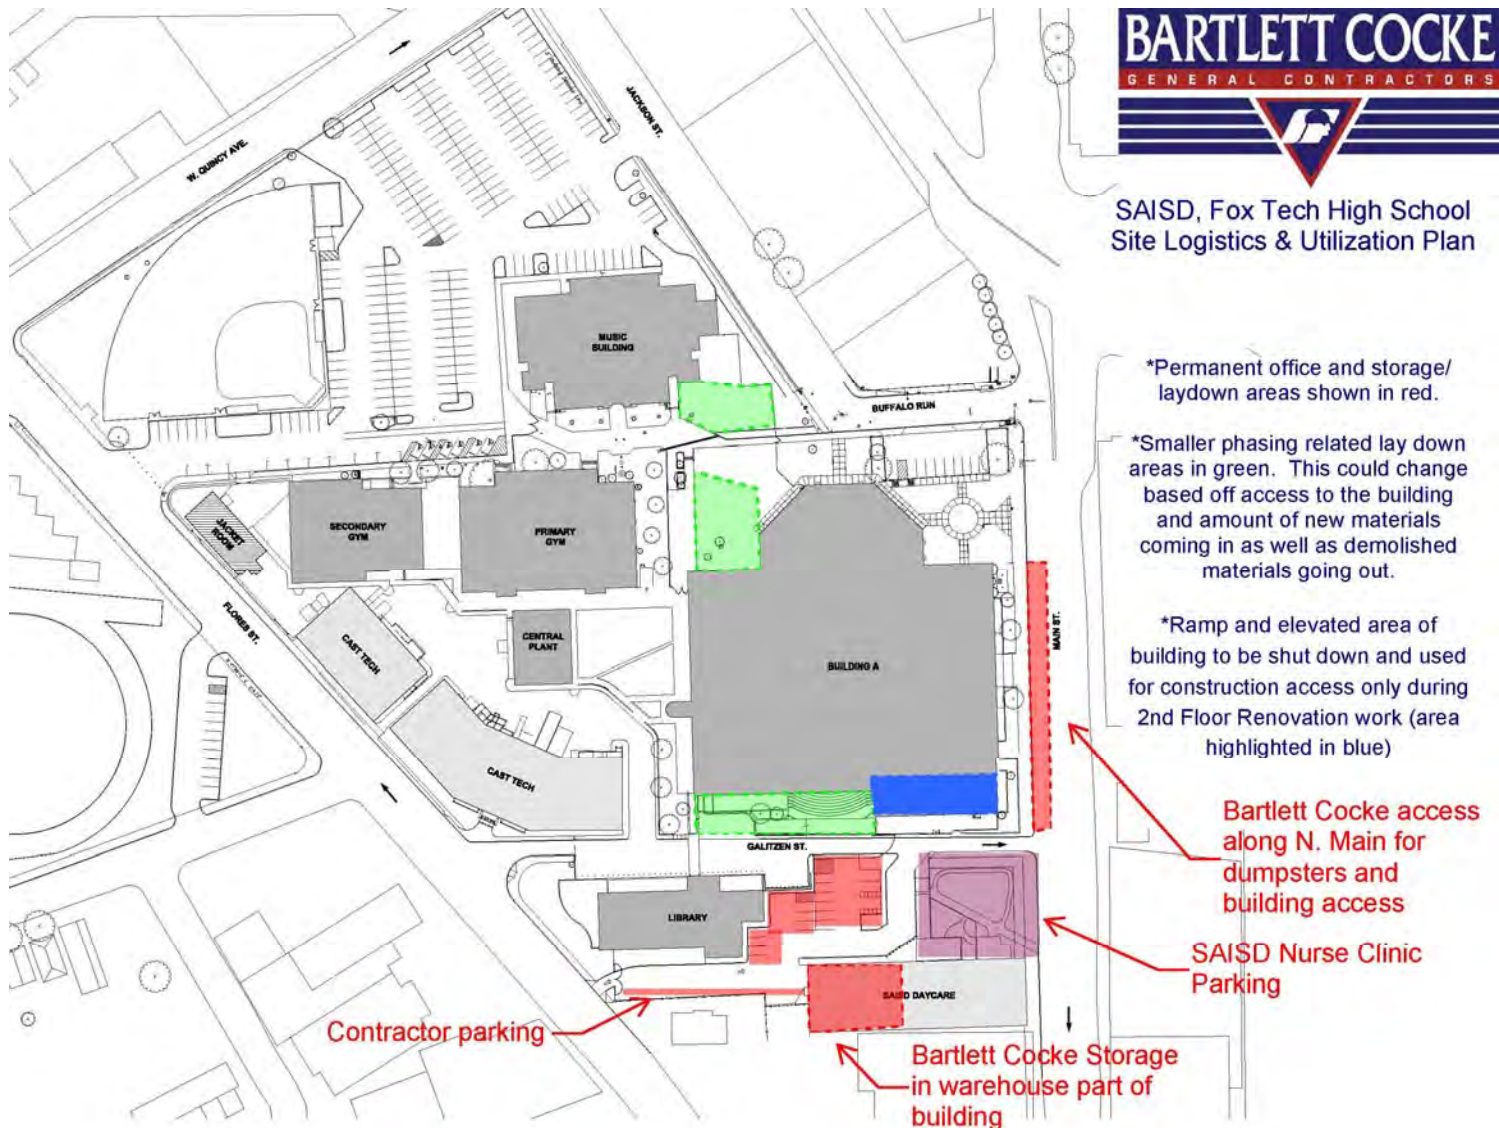 BARTLETT COCKE
GENERAL CONTRACTORS
SAISD, Fox Tech High School
Site Logistics & Utilization Plan
*Permanent office and storage/
laydown areas shown in red.
*Smaller phasing related lay down
areas in green. This could change
based off access to the building
and amount of new materials
coming in as well as demolished
materials going out.
*Ramp and elevated area of
building to be shut down and used
for construction access only during
2nd Floor Renovation work (area
highlighted in blue)
Bartlett Cocke access
along N. Main for
dumpsters and
building access
SAISD Nurse Clinic
Parking
Bartlett Cocke Storage
in warehouse part of
building
Contractor parking
W. QUINCY AVE.
JACKSON ST.
MUSIC
BUILDING
BUFFALO RUN
JACKET
ROOM
SECONDARY
GYM
PRIMARY
GYM
FLORES ST.
CAST TECH
CENTRAL
PLANT
BUILDING A
MAIN ST.
CAST TECH
GALITZEN ST.
LIBRARY
SAISD DAYCARE